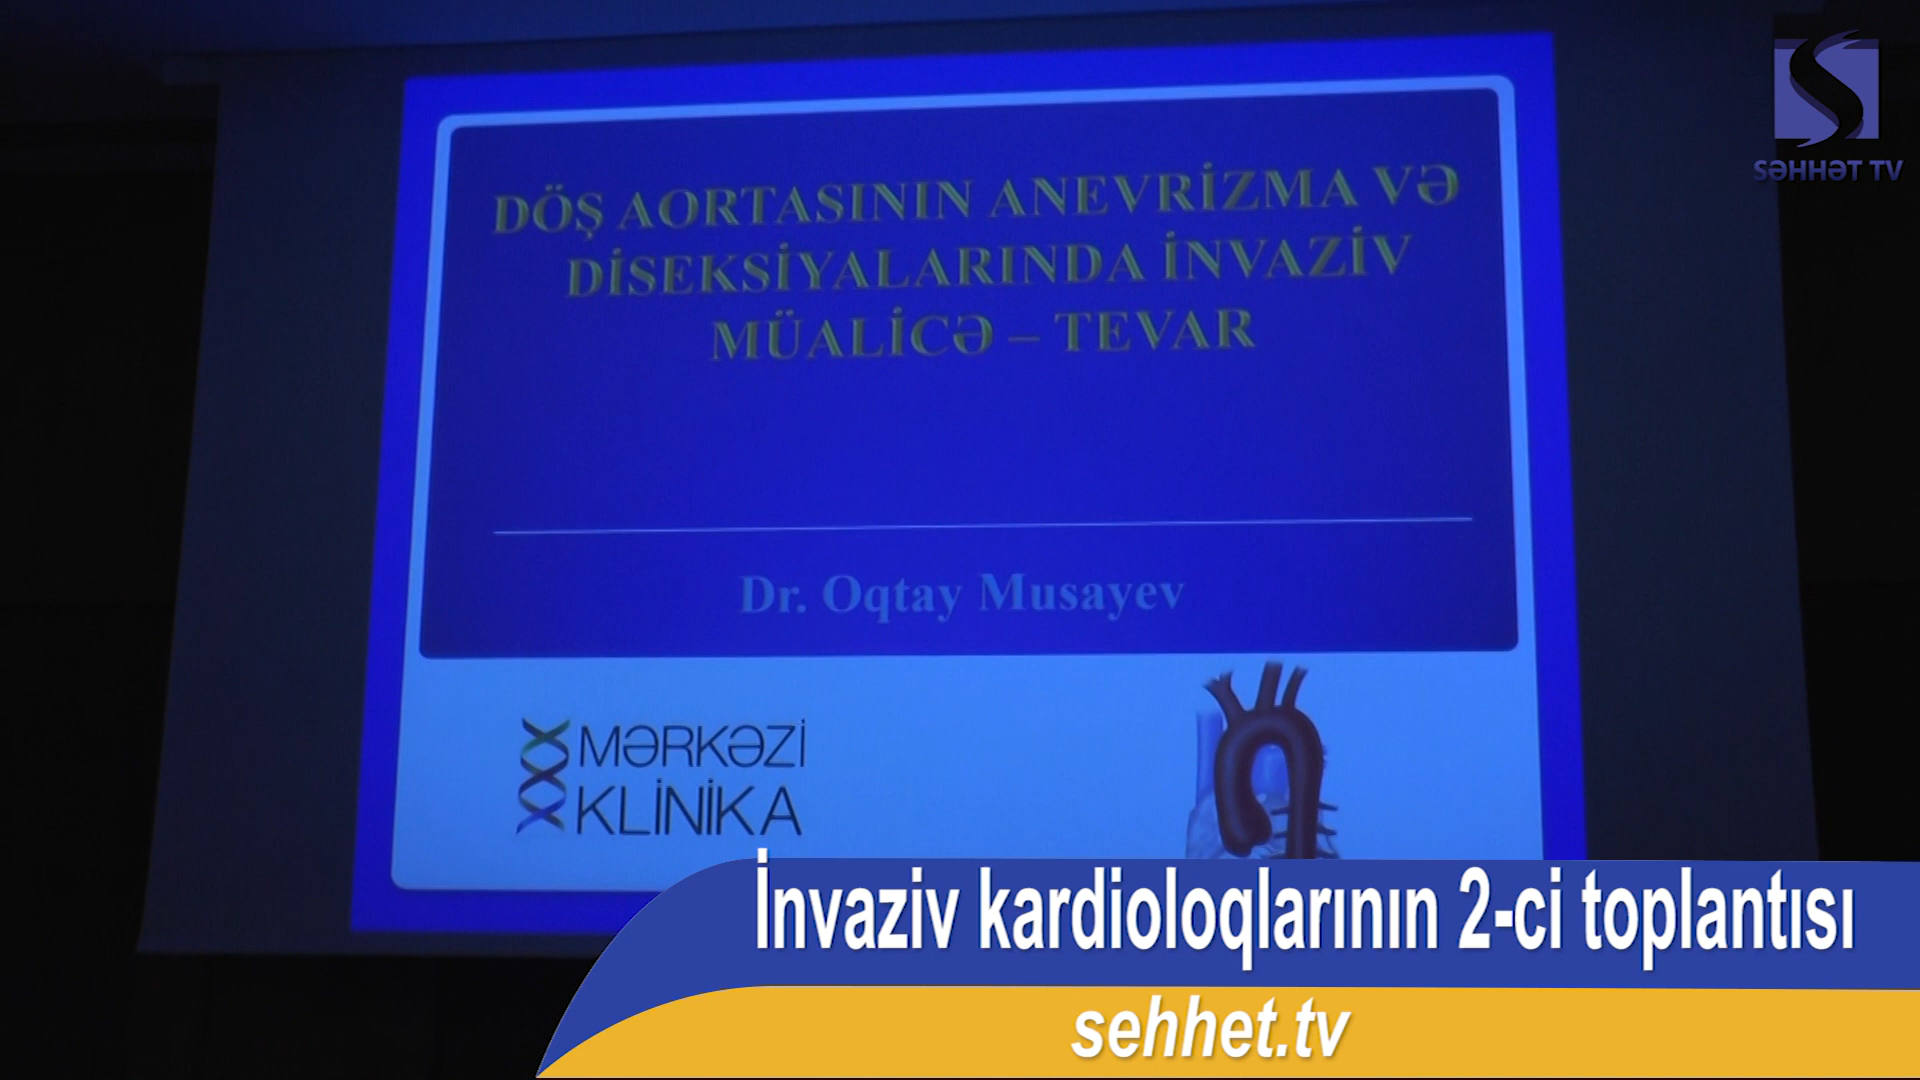 SƏHHƏT TV
DÖŞ AORTASININ ANEVRİZMA VƏ
DİSEKSİYALARINDA İNVAZİV
MÜALİCƏ – TEVAR
Dr. Oqtay Musayev
MƏRKƏZİ
KLİNİKA
İnvaziv kardioloqlarının 2-ci toplantısı
sehhet.tv